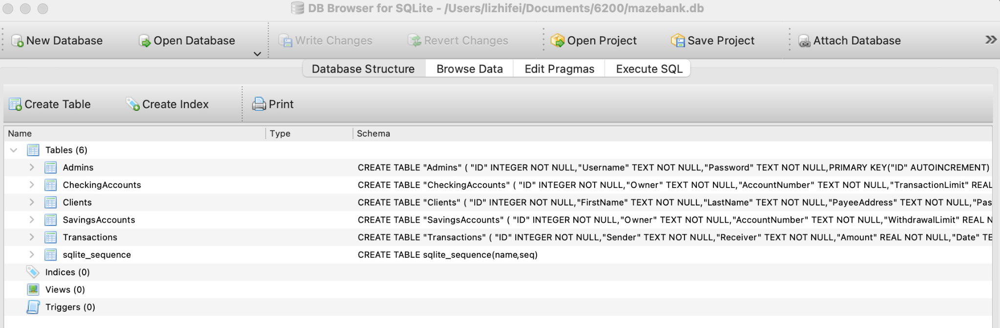 DB Browser for SQLite - /Users/lizhifei/Documents/6200/mazebank.db
New Database Open Database Write Changes Revert Changes Open Project Save Project Attach Database
Database Structure Browse Data Edit Pragmas Execute SQL
Create Table Create Index Print
Name Type Schema
Tables (6)
Admins CREATE TABLE "Admins" ( "ID" INTEGER NOT NULL,"Username" TEXT NOT NULL,"Password" TEXT NOT NULL,PRIMARY KEY("ID" AUTOINCREMENT)
CheckingAccounts CREATE TABLE "CheckingAccounts" ( "ID" INTEGER NOT NULL,"Owner" TEXT NOT NULL,"AccountNumber" TEXT NOT NULL,"TransactionLimit" REAL
Clients CREATE TABLE "Clients" ( "ID" INTEGER NOT NULL,"FirstName" TEXT NOT NULL,"LastName" TEXT NOT NULL,"PayeeAddress" TEXT NOT NULL,"Pas
SavingsAccounts CREATE TABLE "SavingsAccounts" ( "ID" INTEGER NOT NULL,"Owner" TEXT NOT NULL,"AccountNumber" TEXT NOT NULL,"WithdrawalLimit" REAL N
Transactions CREATE TABLE "Transactions" ( "ID" INTEGER NOT NULL,"Sender" TEXT NOT NULL,"Receiver" TEXT NOT NULL,"Amount" REAL NOT NULL,"Date" TE
sqlite_sequence CREATE TABLE sqlite_sequence(name,seq)
Indices (0)
Views (0)
Triggers (0)